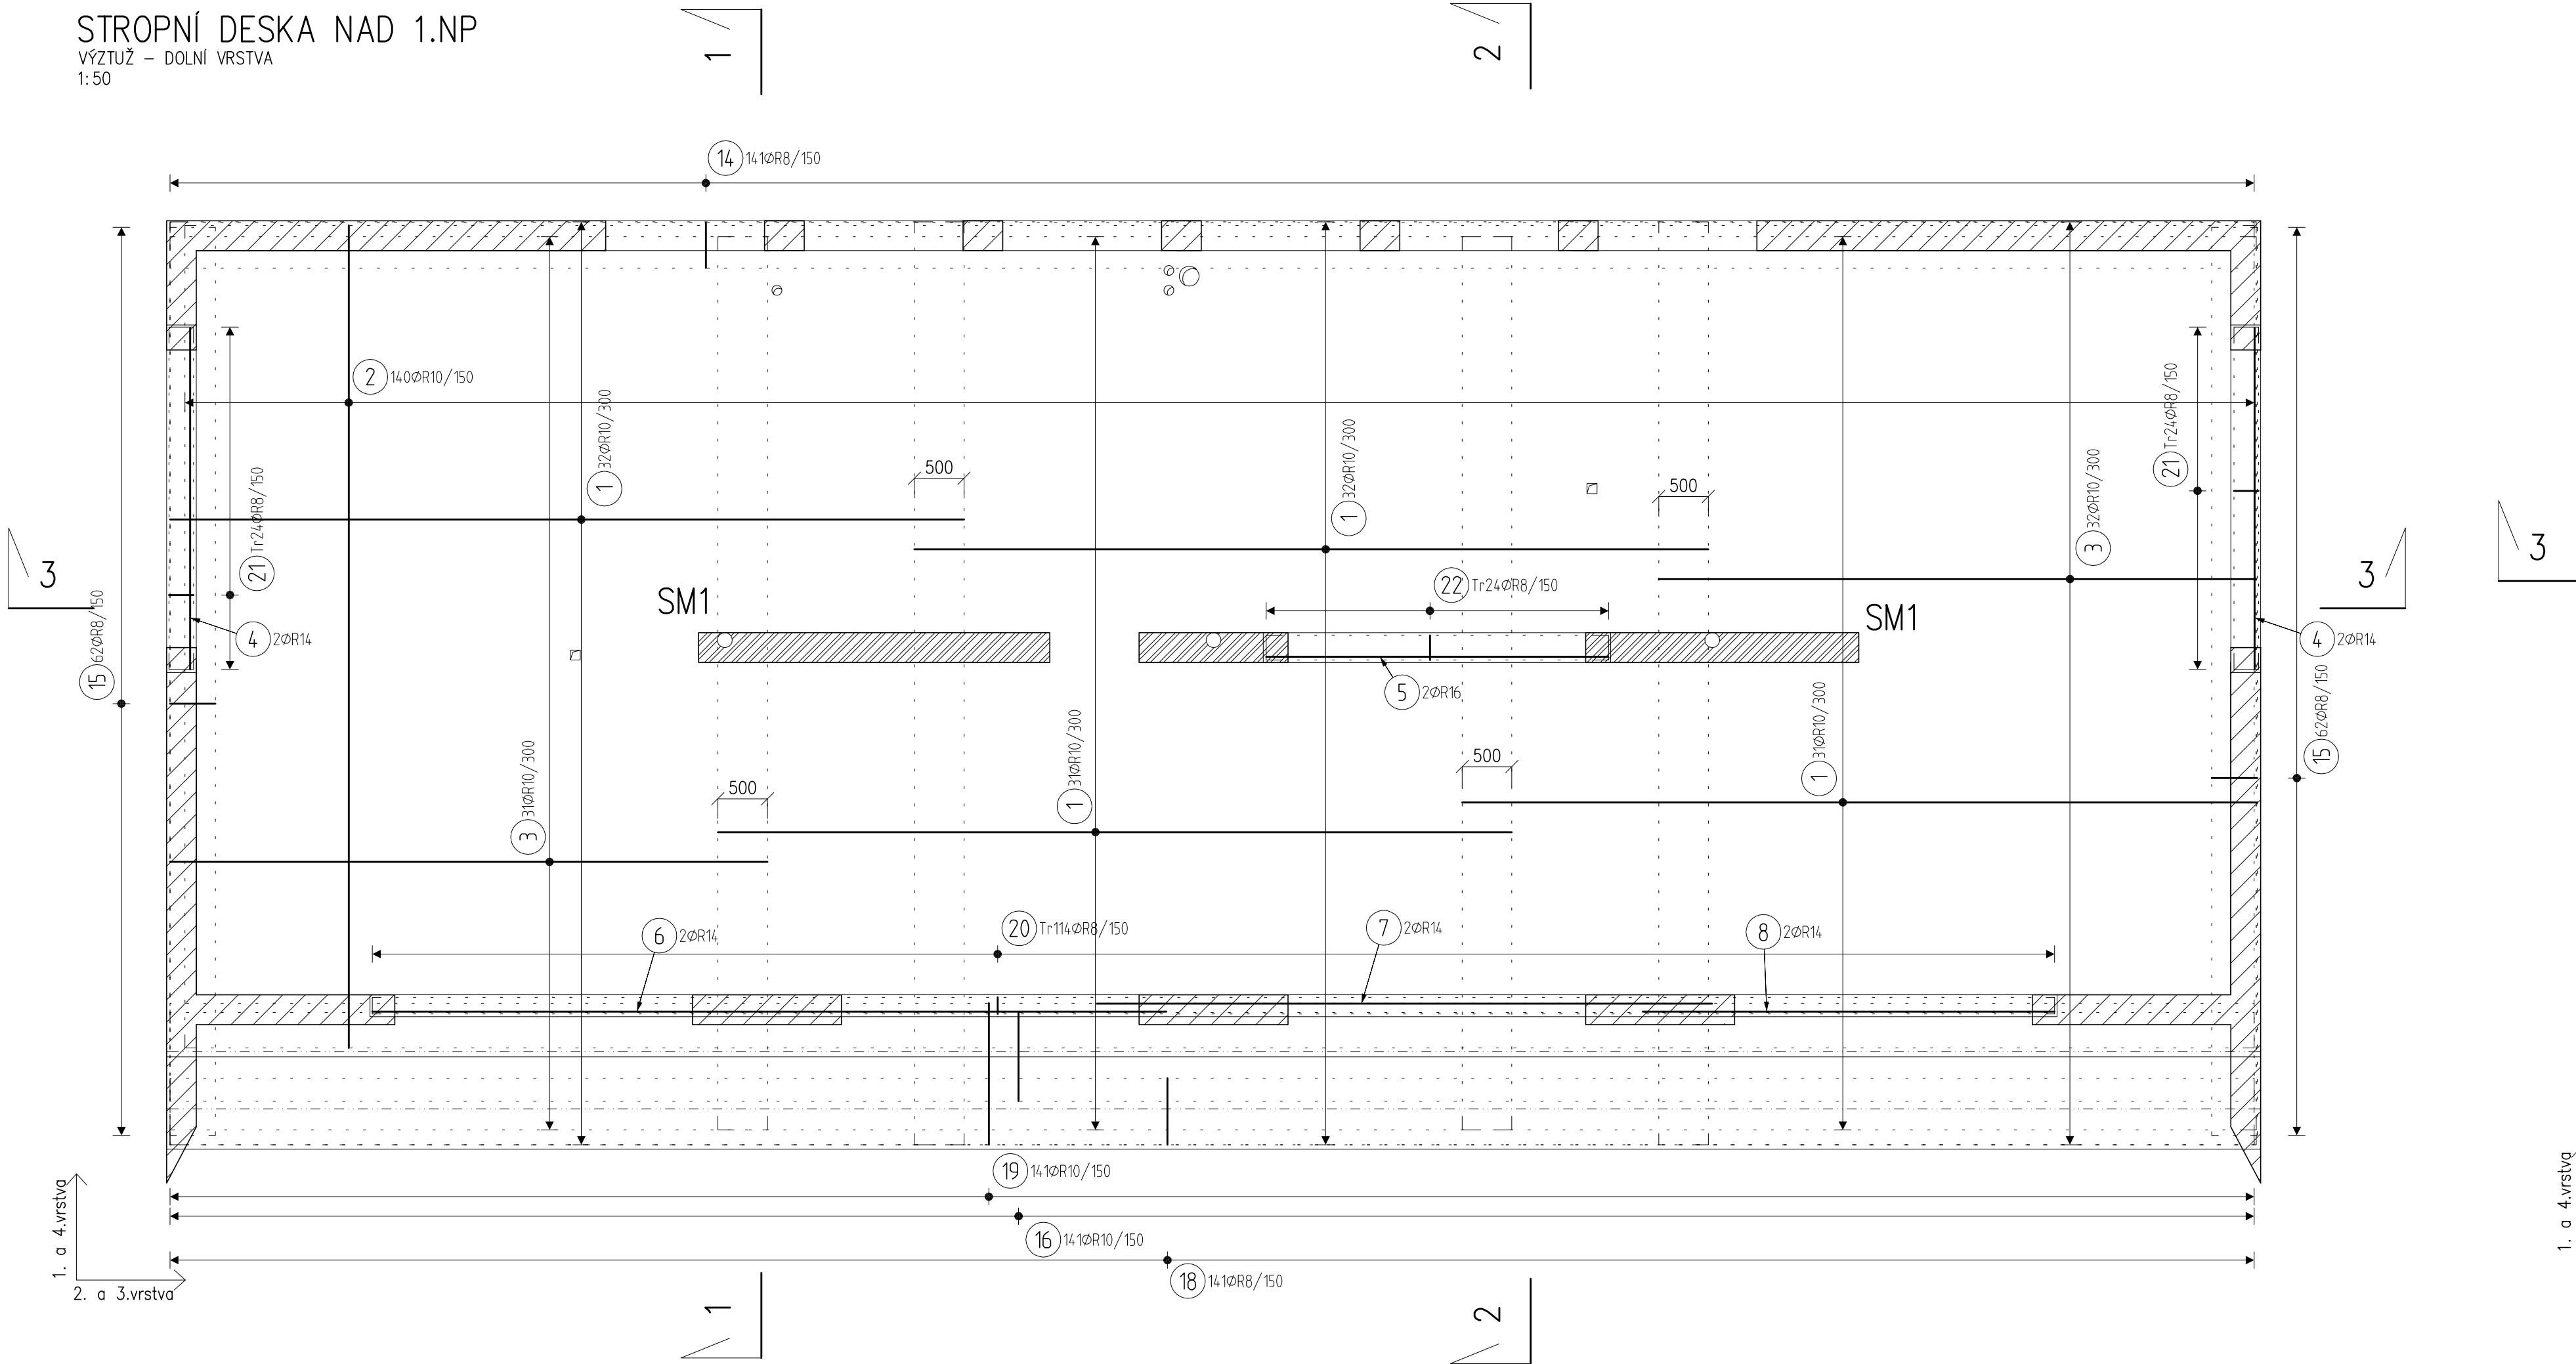 STROPNÍ DESKA NAD 1.NP
VÝZTUŽ – DOLNÍ VRSTVA
1:50
1
2
14 141ØR8/150
2 140ØR10/150
1 32ØR10/300
1 32ØR10/300
3 32ØR10/300
21 Tr24ØR8/150
21 Tr24ØR8/150
500
500
3
3
3
SM1
SM1
22 Tr24ØR8/150
4 2ØR14
4 2ØR14
15 62ØR8/150
15 62ØR8/150
5 2ØR16
3 31ØR10/300
1 31ØR10/300
1 31ØR10/300
500
500
6 2ØR14
20 Tr114ØR8/150
7 2ØR14
8 2ØR14
19 141ØR10/150
16 141ØR10/150
18 141ØR8/150
1. a 4.vrstva
2. a 3.vrstva
1. a 4.vrstva
1
2